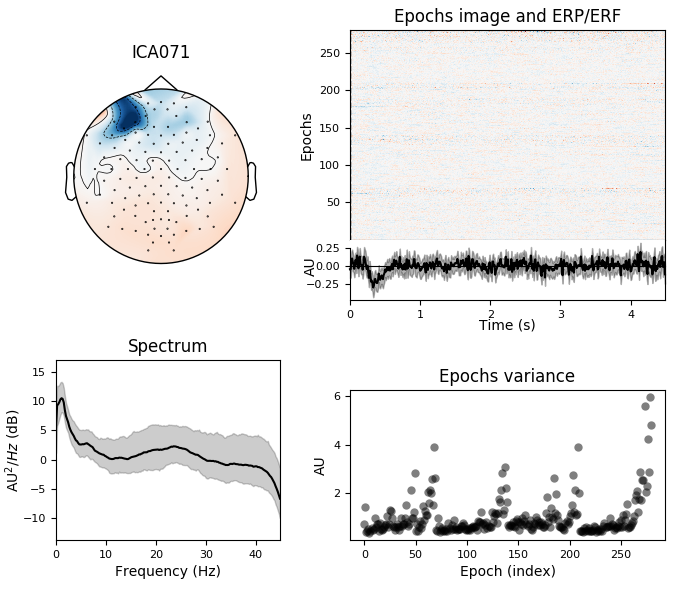 ICA071
Epochs image and ERP/ERF
Epochs
250
200
150
100
50
AU
0.25
0.00
−0.25
0 1 2 3 4
Time (s)
Spectrum
AU²/Hz (dB)
15
10
5
0
−5
−10
0 10 20 30 40
Frequency (Hz)
Epochs variance
AU
6
4
2
0 50 100 150 200 250
Epoch (index)